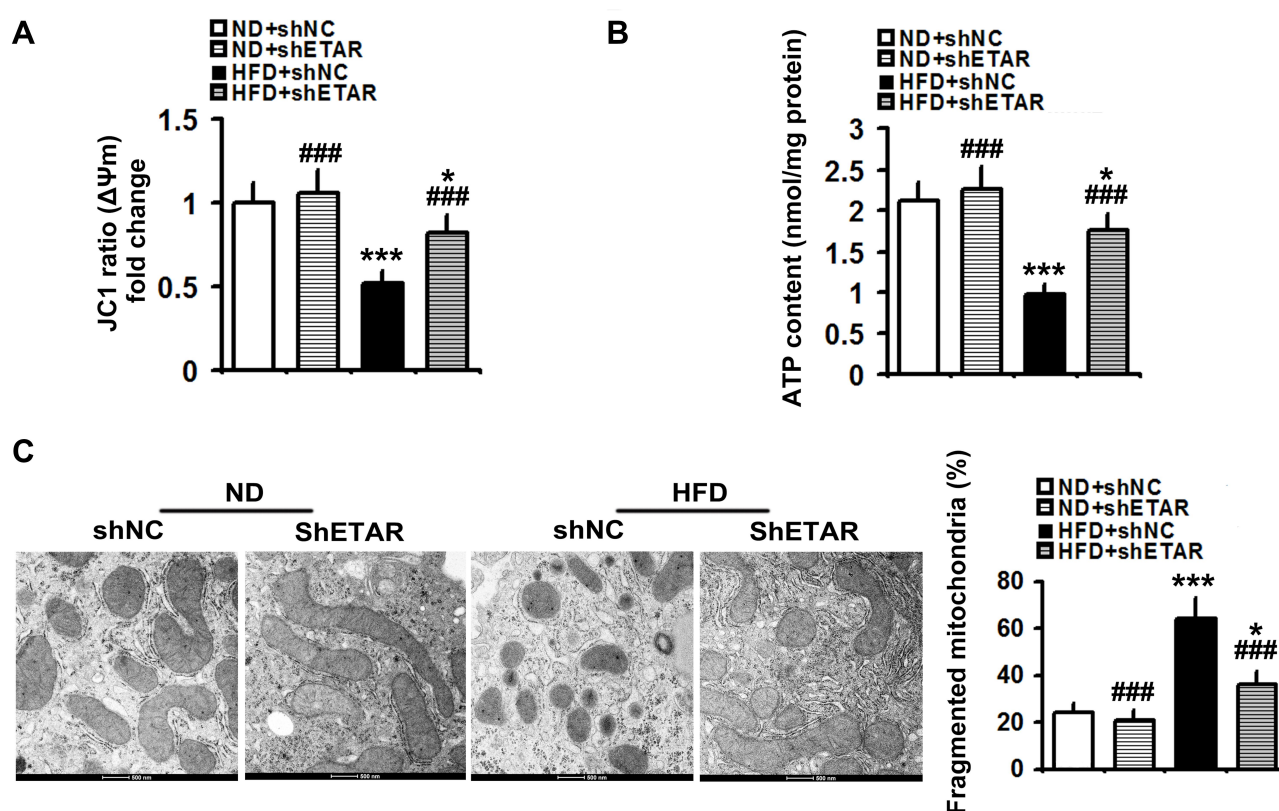 A
ND+shNC
ND+shETAR
HFD+shNC
HFD+shETAR
JC1 ratio (ΔΨm)
fold change
1.5
1
0.5
0
###
***
*
###
B
ND+shNC
ND+shETAR
HFD+shNC
HFD+shETAR
ATP content (nmol/mg protein)
3
2.5
2
1.5
1
0.5
0
###
***
*
###
C
ND
HFD
shNC
ShETAR
shNC
ShETAR
500 nm
500 nm
500 nm
500 nm
ND+shNC
ND+shETAR
HFD+shNC
HFD+shETAR
Fragmented mitochondria (%)
80
60
40
20
0
###
***
*
###